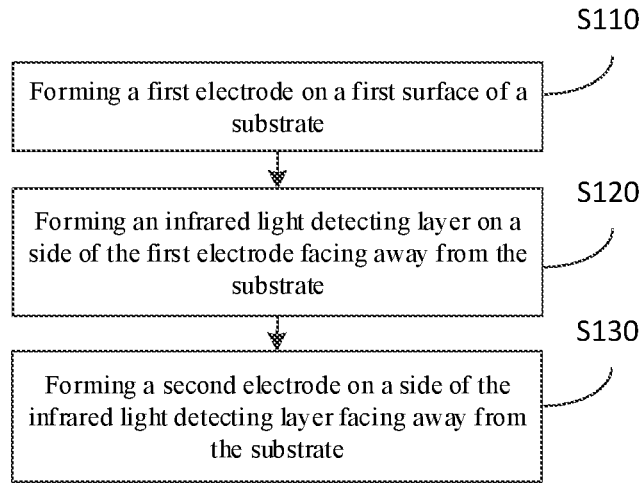 S110
Forming a first electrode on a first surface of a
substrate
S120
Forming an infrared light detecting layer on a
side of the first electrode facing away from the
substrate
S130
Forming a second electrode on a side of the
infrared light detecting layer facing away from
the substrate